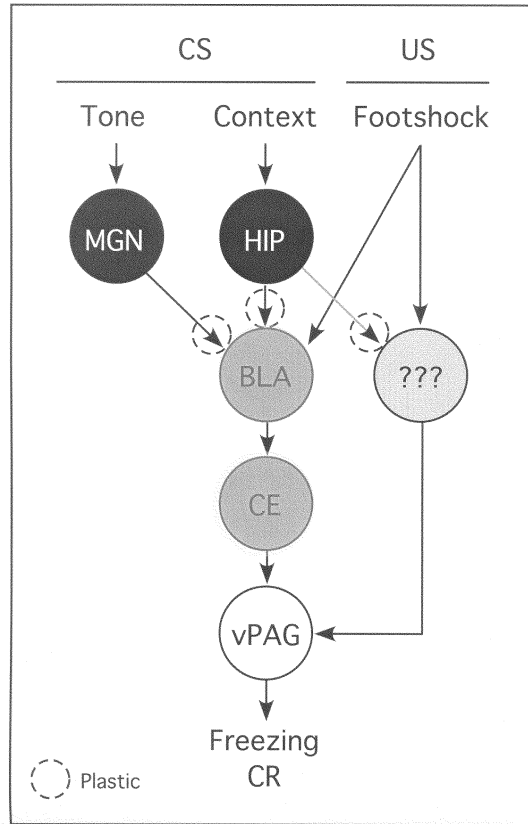 CS US
Tone Context Footshock
MGN HIP
BLA ???
CE
vPAG
Freezing
CR
Plastic